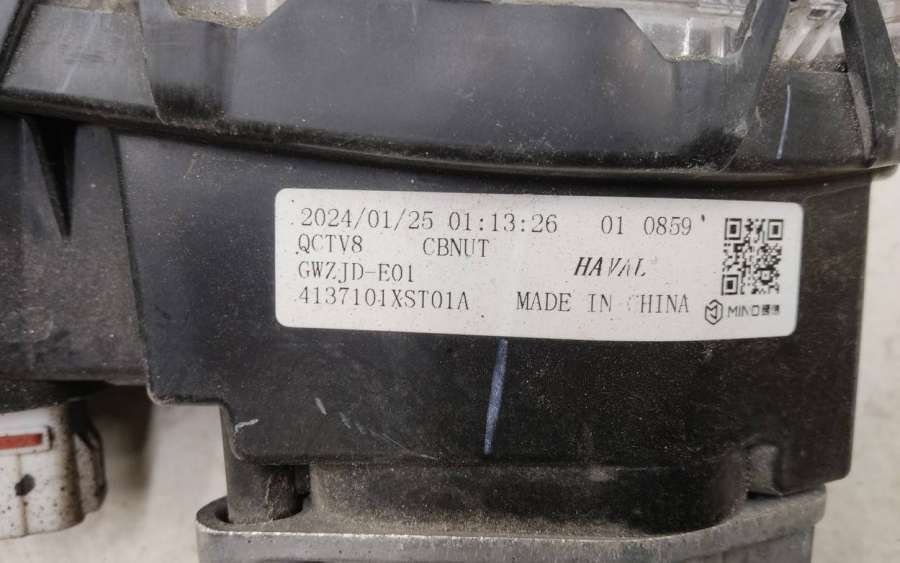 2024/01/25 01:13:26 01 0859
QCTV8 CBNUT
GWZJD-E01 HAVAL
4137101XST01A MADE IN CHINA
MIND